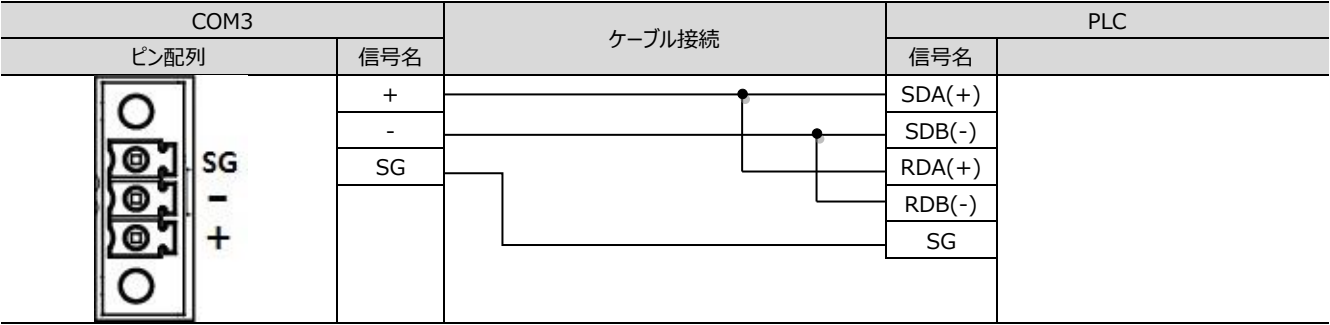 COM3
ケーブル接続
PLC
ピン配列
信号名
信号名
SG
-
+
+
-
SG
SDA(+)
SDB(-)
RDA(+)
RDB(-)
SG